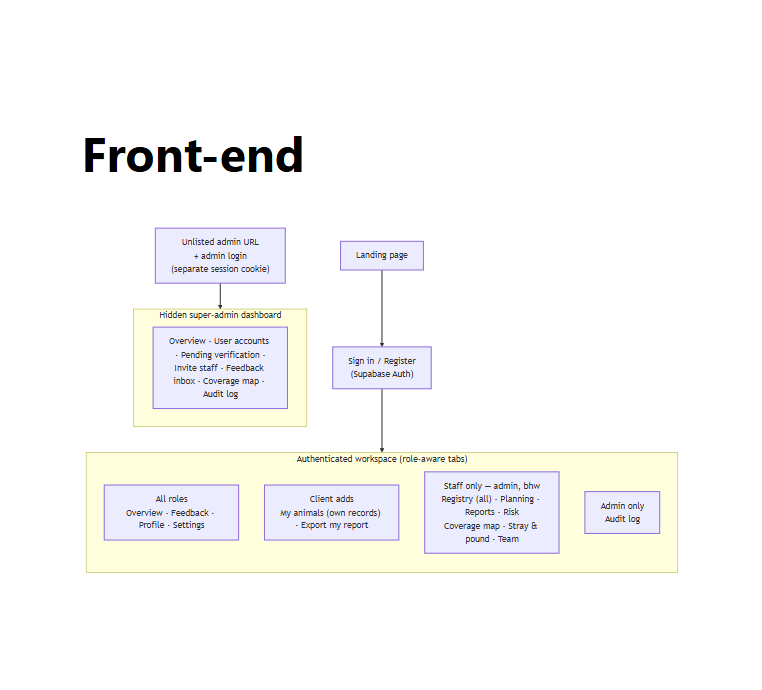 Front-end
Unlisted admin URL
+ admin login
(separate session cookie)
Landing page
Hidden super-admin dashboard
Overview · User accounts
· Pending verification ·
Invite staff · Feedback
inbox · Coverage map ·
Audit log
Sign in / Register
(Supabase Auth)
Authenticated workspace (role-aware tabs)
All roles
Overview · Feedback ·
Profile · Settings
Client adds
My animals (own records)
· Export my report
Staff only — admin, bhw
Registry (all) · Planning ·
Reports · Risk
Coverage map · Stray &
pound · Team
Admin only
Audit log